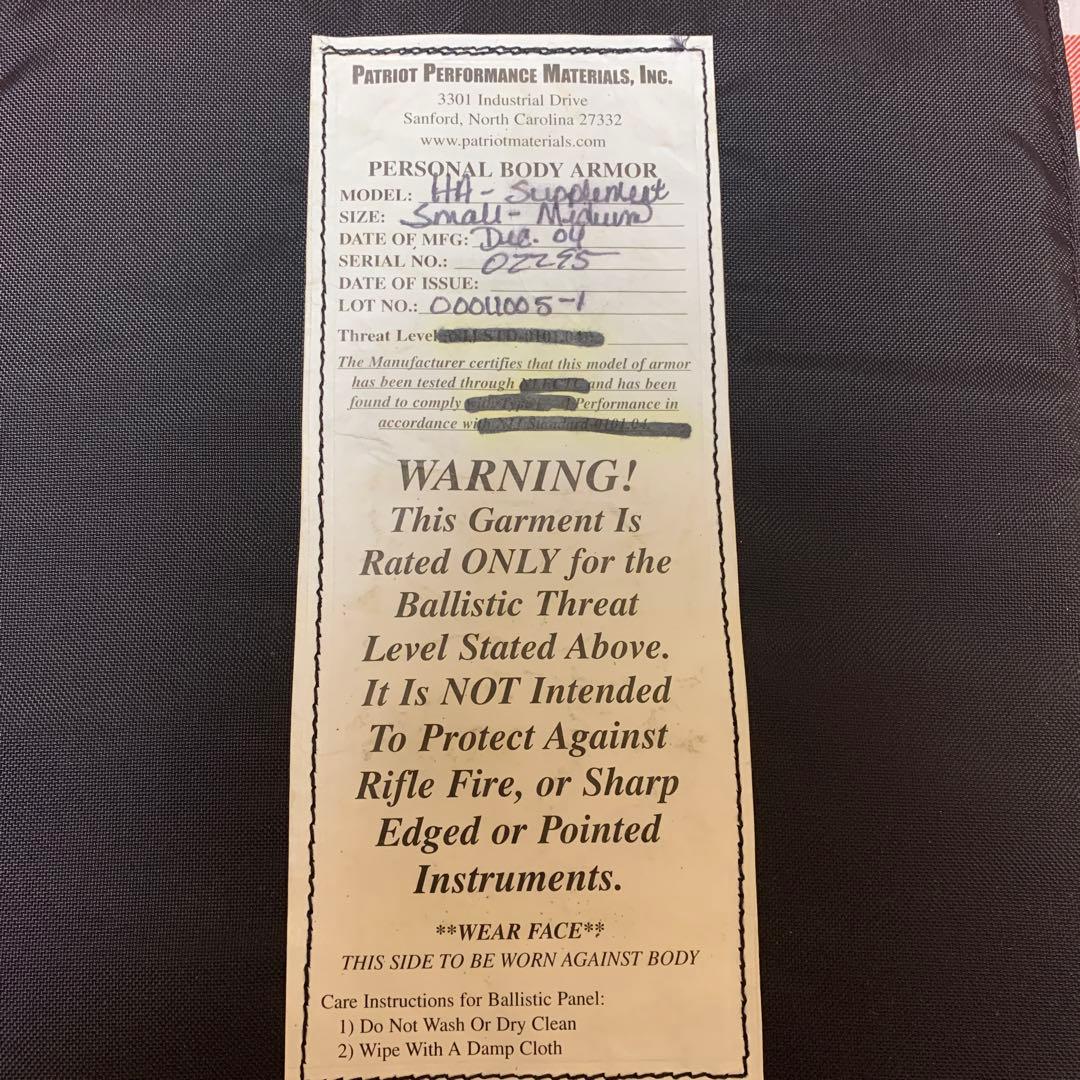 PATRIOT PERFORMANCE MATERIALS, INC.
3301 Industrial Drive
Sanford, North Carolina 27332
www.patriotmaterials.com
PERSONAL BODY ARMOR
MODEL: HA - Supplement
SIZE: Small - Medium
DATE OF MFG: Dec. 04
SERIAL NO.: 02295
DATE OF ISSUE:
LOT NO.: 00011005-1
Threat Level
The Manufacturer certifies that this model of armor
has been tested through and has been
found to comply Performance in
accordance with
WARNING!
This Garment Is
Rated ONLY for the
Ballistic Threat
Level Stated Above.
It Is NOT Intended
To Protect Against
Rifle Fire, or Sharp
Edged or Pointed
Instruments.
**WEAR FACE**
THIS SIDE TO BE WORN AGAINST BODY
Care Instructions for Ballistic Panel:
1) Do Not Wash Or Dry Clean
2) Wipe With A Damp Cloth